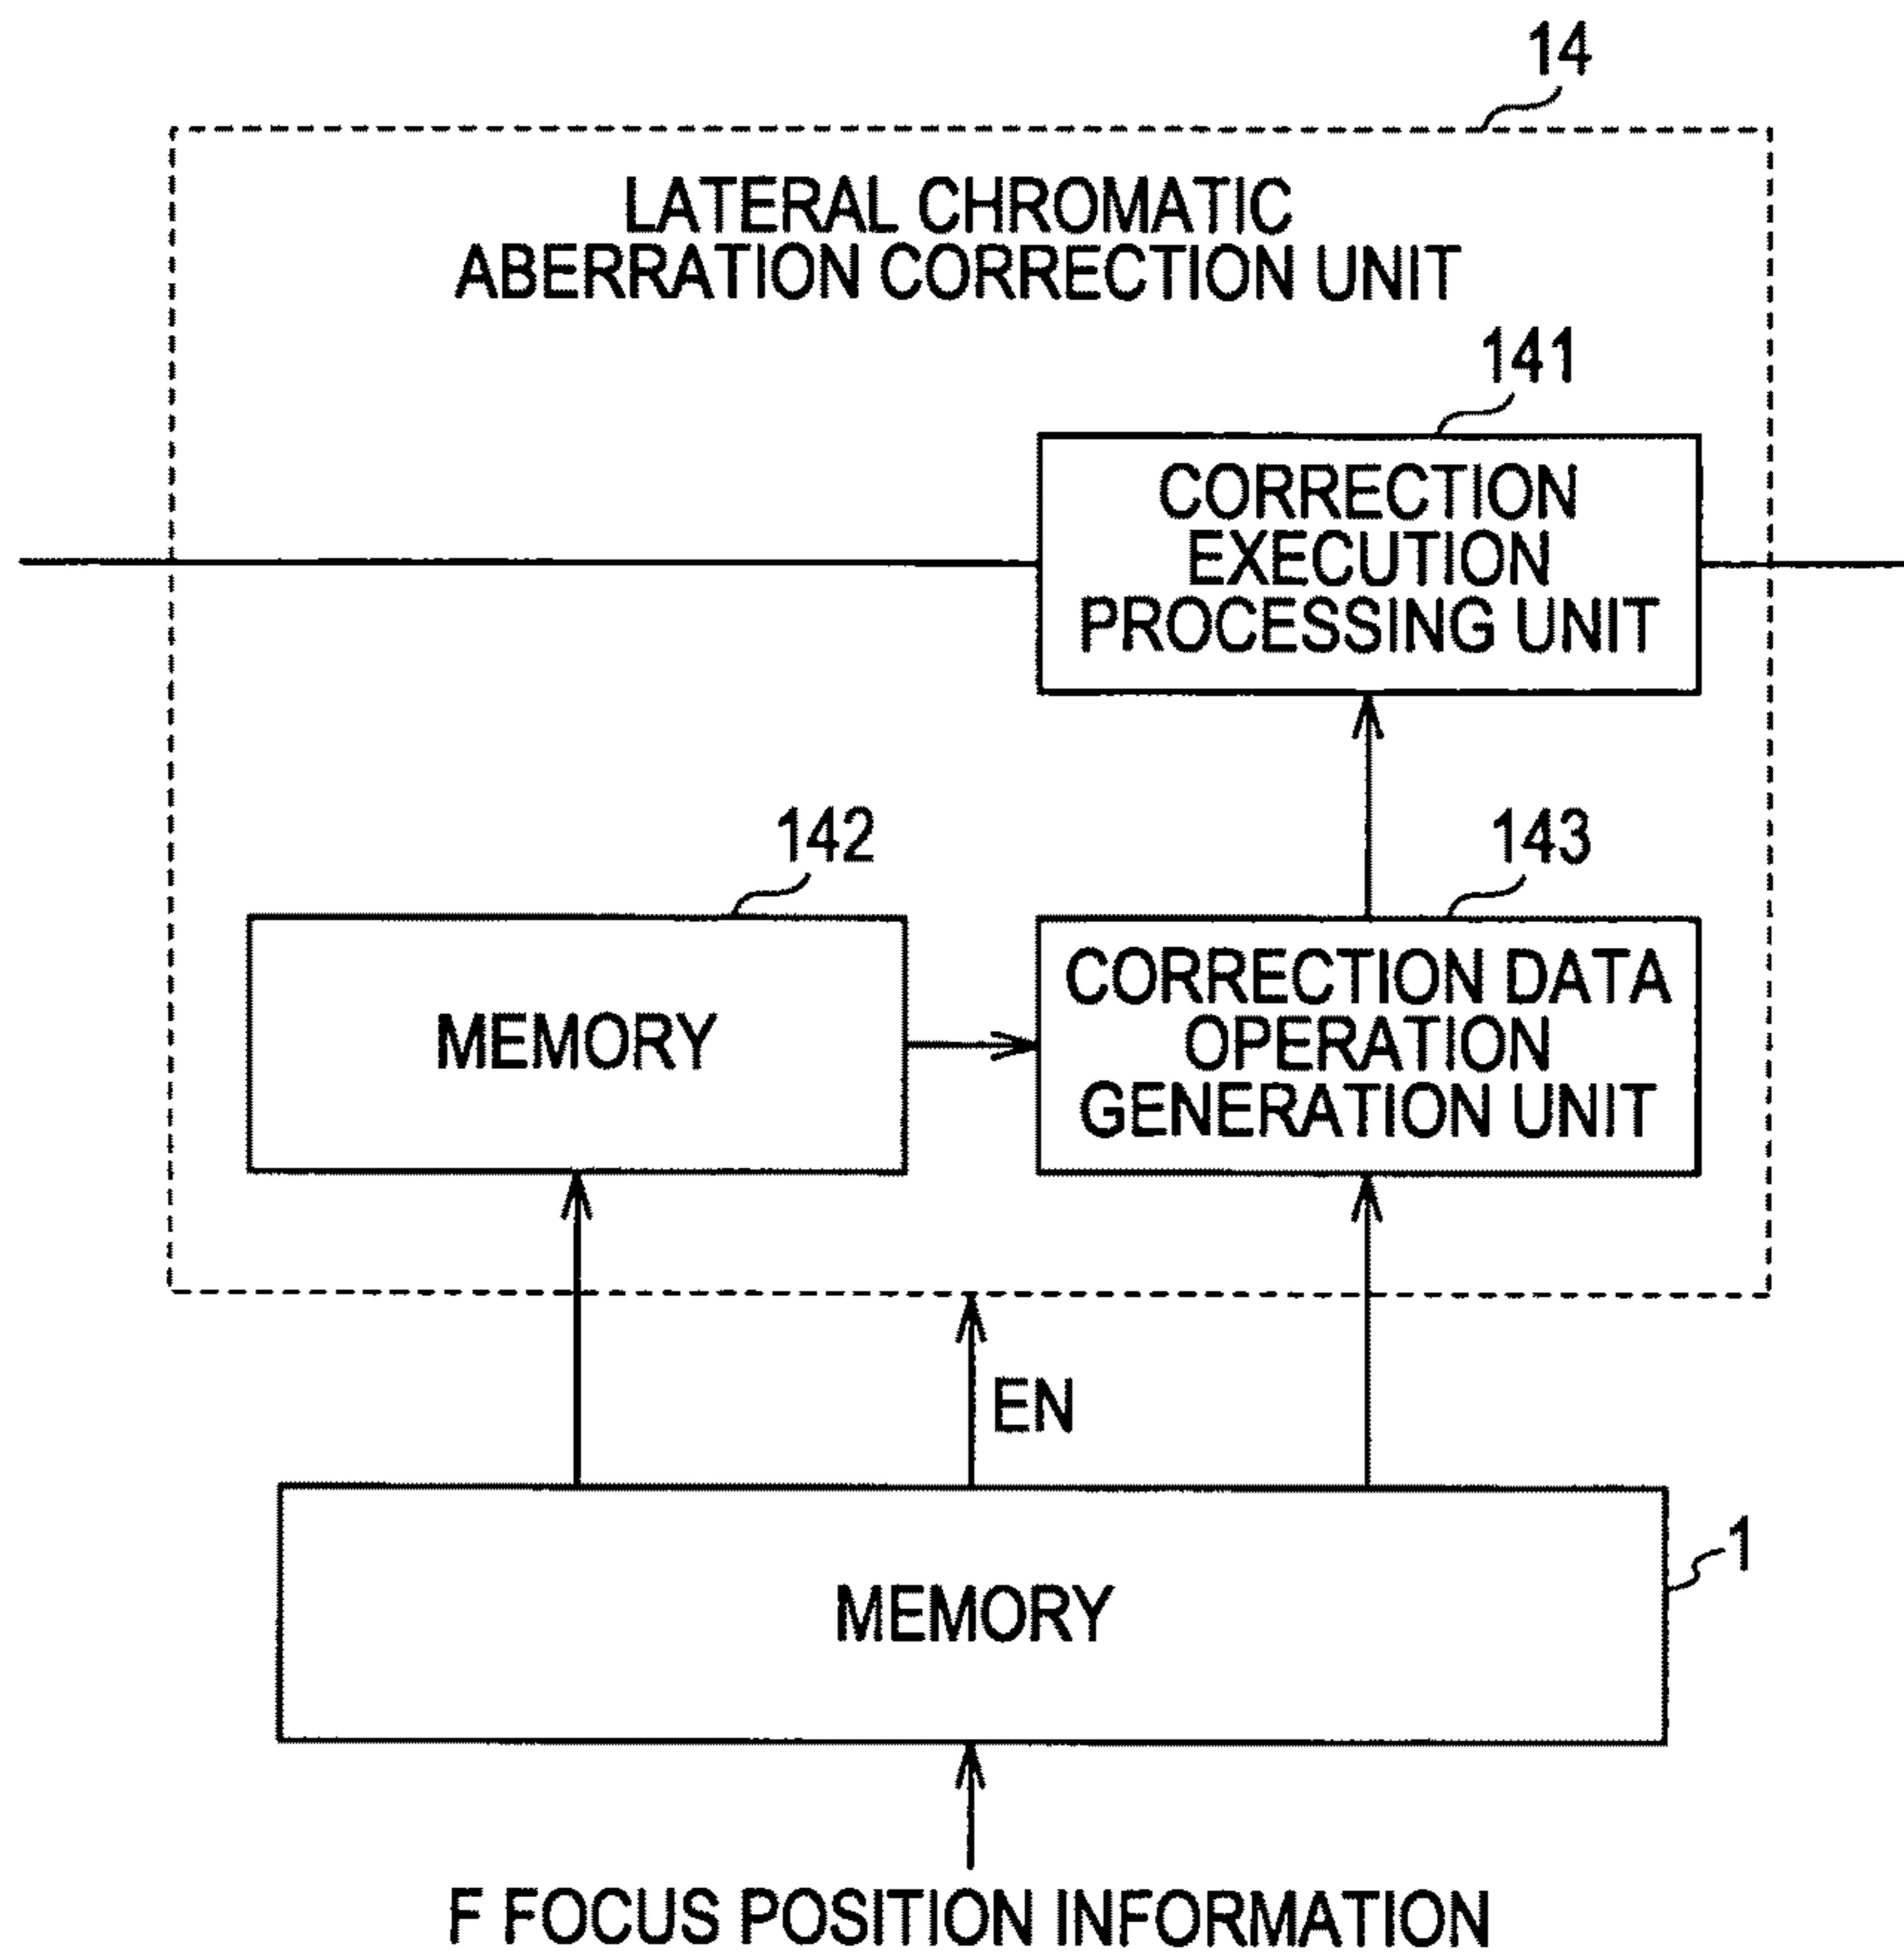 14
LATERAL CHROMATIC
ABERRATION CORRECTION UNIT
141
CORRECTION
EXECUTION
PROCESSING UNIT
142
143
MEMORY
CORRECTION DATA
OPERATION
GENERATION UNIT
EN
1
MEMORY
F FOCUS POSITION INFORMATION